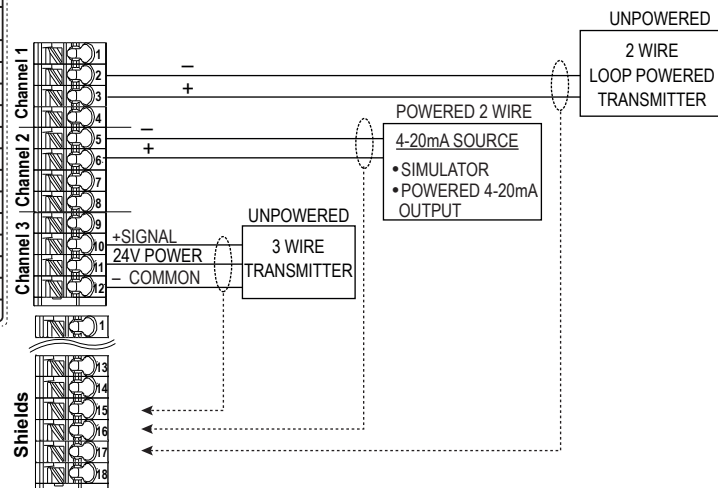 UNPOWERED
2 WIRE
LOOP POWERED
TRANSMITTER
–
+
POWERED 2 WIRE
4-20mA SOURCE
• SIMULATOR
• POWERED 4-20mA
OUTPUT
–
+
UNPOWERED
3 WIRE
TRANSMITTER
+SIGNAL
24V POWER
– COMMON
Channel 1
Channel 2
Channel 3
1
2
3
4
5
6
7
8
9
10
11
12
1
13
14
15
16
17
18
Shields